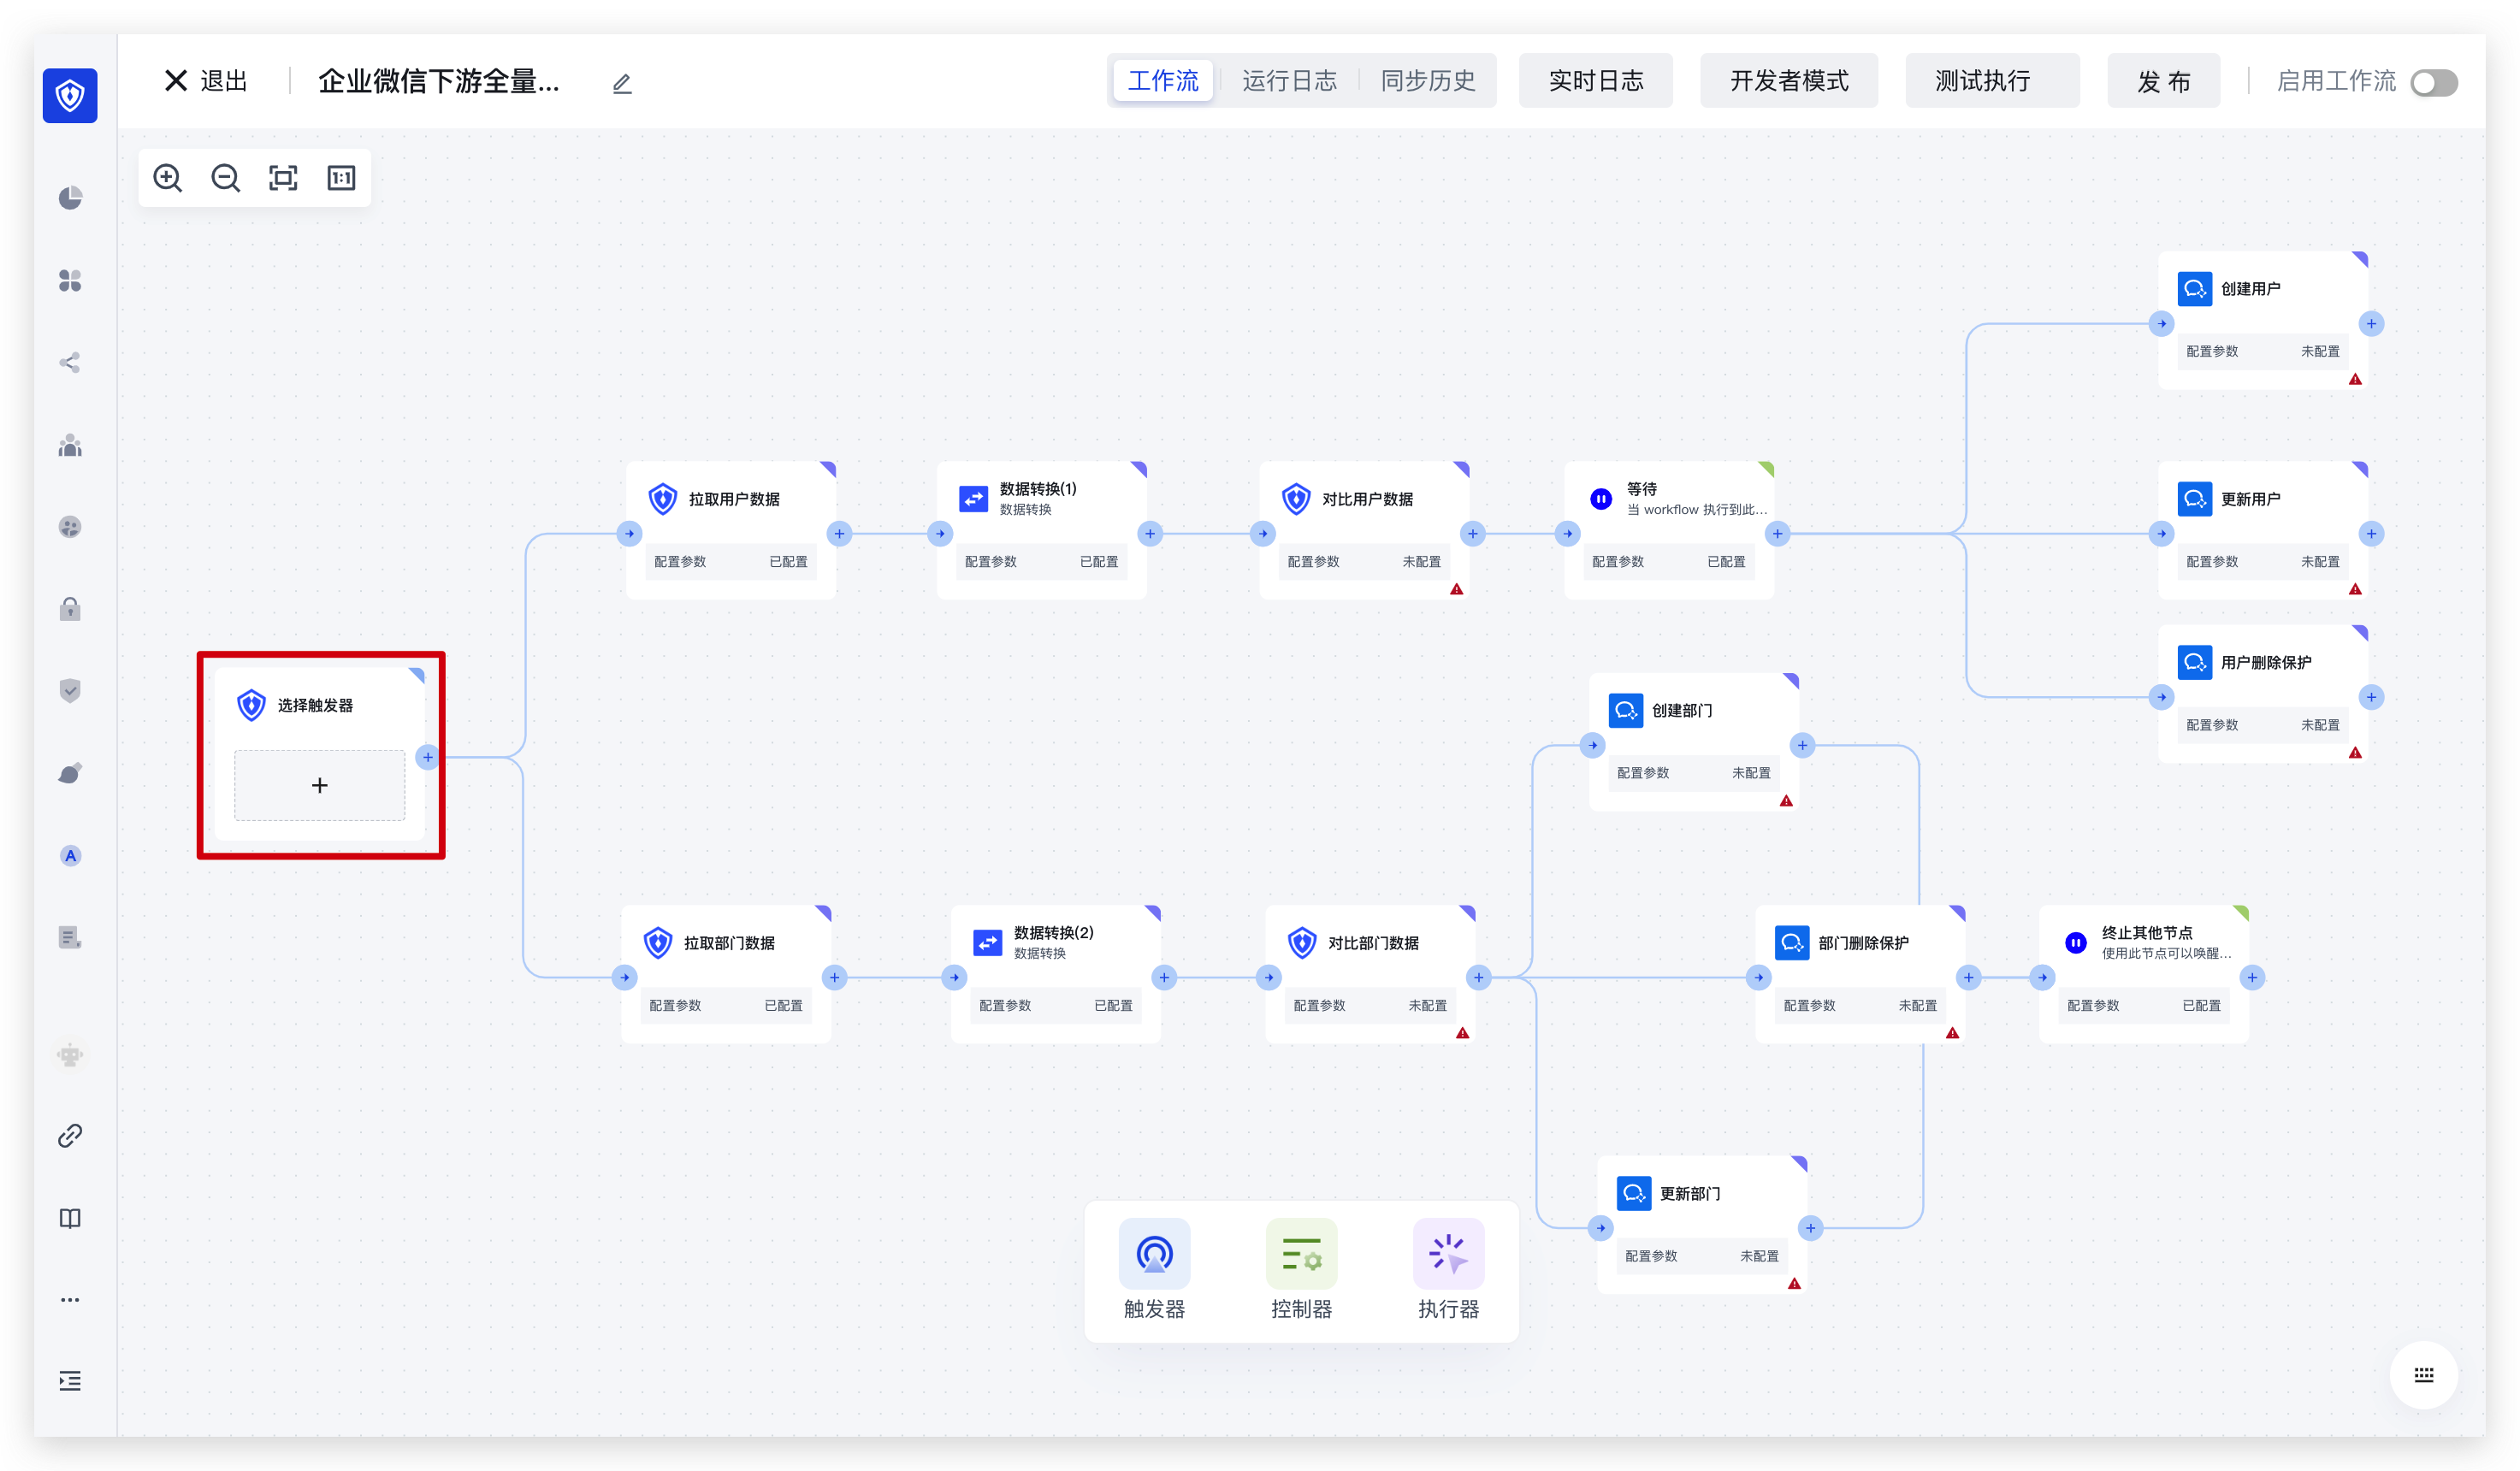 退出
企业微信下游全量...
工作流
运行日志
同步历史
实时日志
开发者模式
测试执行
发 布
启用工作流
1:1
创建用户
配置参数 未配置
拉取用户数据
配置参数 已配置
数据转换(1)
数据转换
配置参数 已配置
对比用户数据
配置参数 未配置
等待
当 workflow 执行到此...
配置参数 已配置
更新用户
配置参数 未配置
用户删除保护
配置参数 未配置
选择触发器
创建部门
配置参数 未配置
拉取部门数据
配置参数 已配置
数据转换(2)
数据转换
配置参数 已配置
对比部门数据
配置参数 未配置
部门删除保护
配置参数 未配置
终止其他节点
使用此节点可以唤醒...
配置参数 已配置
更新部门
配置参数 未配置
触发器
控制器
执行器
A